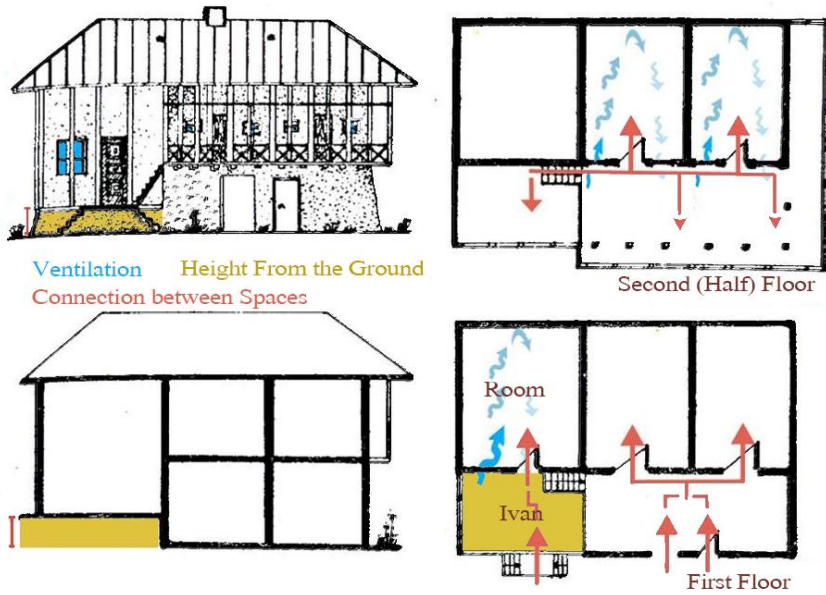 Ventilation
Height From the Ground
Connection between Spaces
Second (Half) Floor
Room
Ivan
First Floor